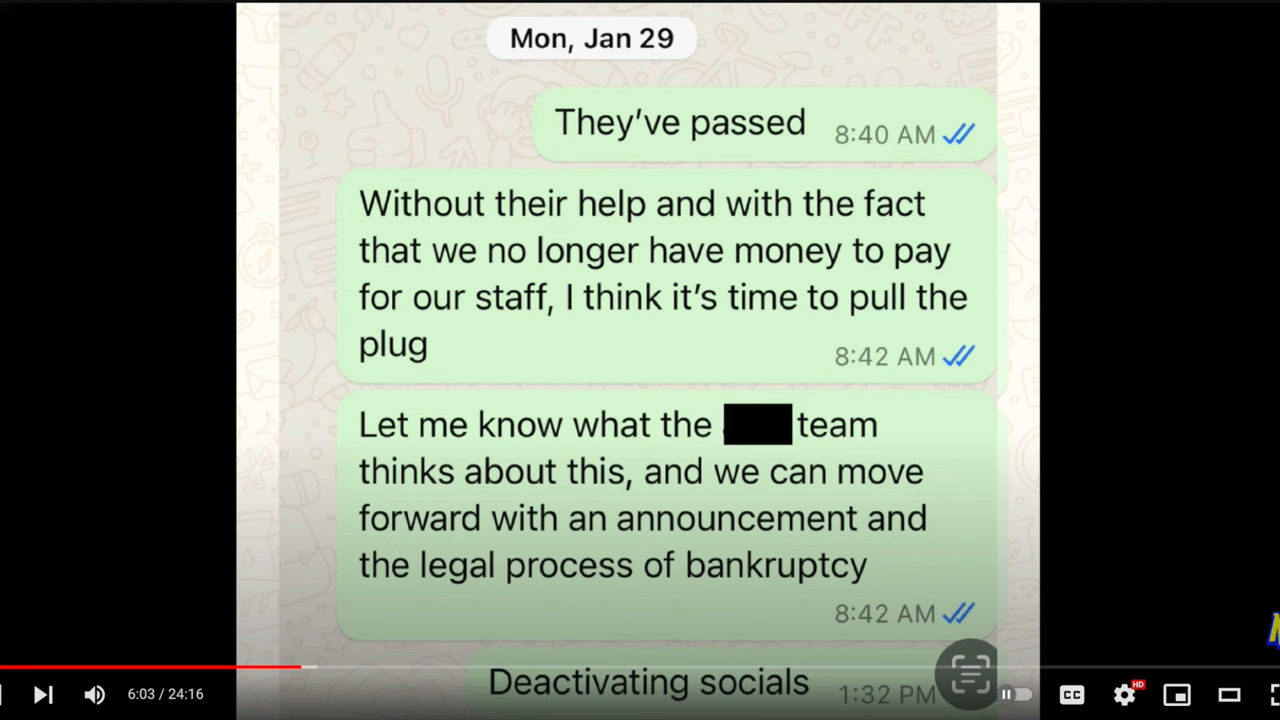 Mon, Jan 29
They've passed 8:40 AM
Without their help and with the fact
that we no longer have money to pay
for our staff, I think it's time to pull the
plug 8:42 AM
Let me know what the team
thinks about this, and we can move
forward with an announcement and
the legal process of bankruptcy
8:42 AM
Deactivating socials 1:32 PM
6:03 / 24:16 CC HD